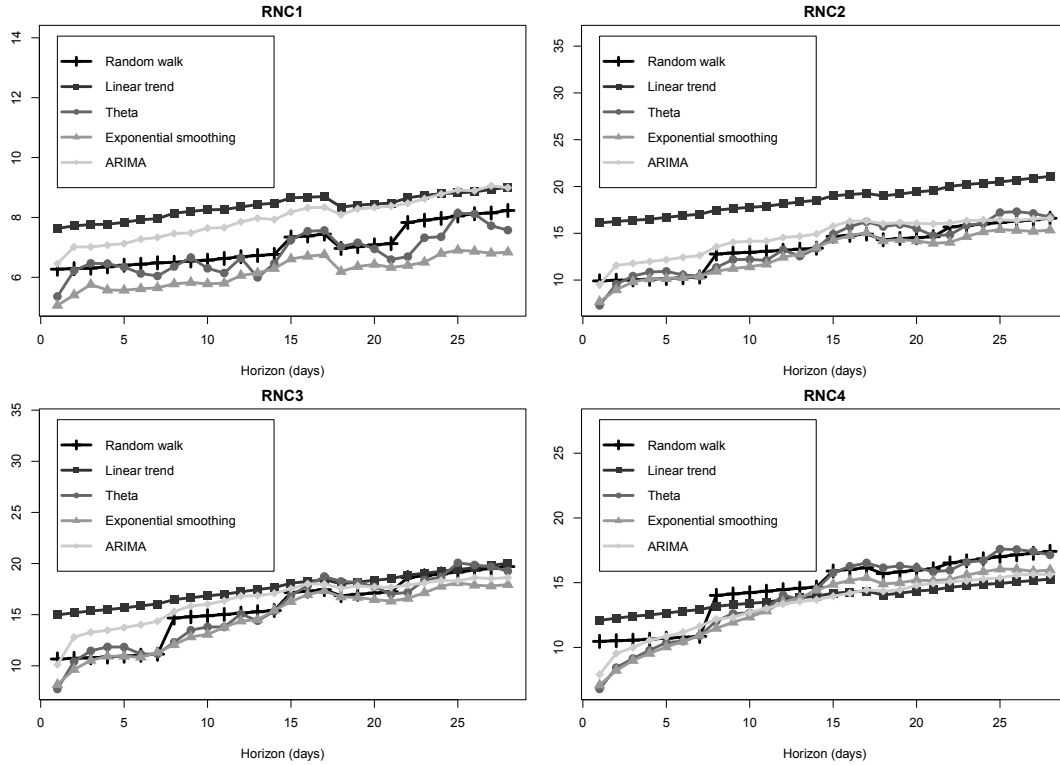 RNC1
14
12
10
8
6
Random walk
Linear trend
Theta
Exponential smoothing
ARIMA
0 5 10 15 20 25
Horizon (days)
RNC2
35
30
25
20
15
10
Random walk
Linear trend
Theta
Exponential smoothing
ARIMA
0 5 10 15 20 25
Horizon (days)
RNC3
35
30
25
20
15
10
Random walk
Linear trend
Theta
Exponential smoothing
ARIMA
0 5 10 15 20 25
Horizon (days)
RNC4
25
20
15
10
Random walk
Linear trend
Theta
Exponential smoothing
ARIMA
0 5 10 15 20 25
Horizon (days)